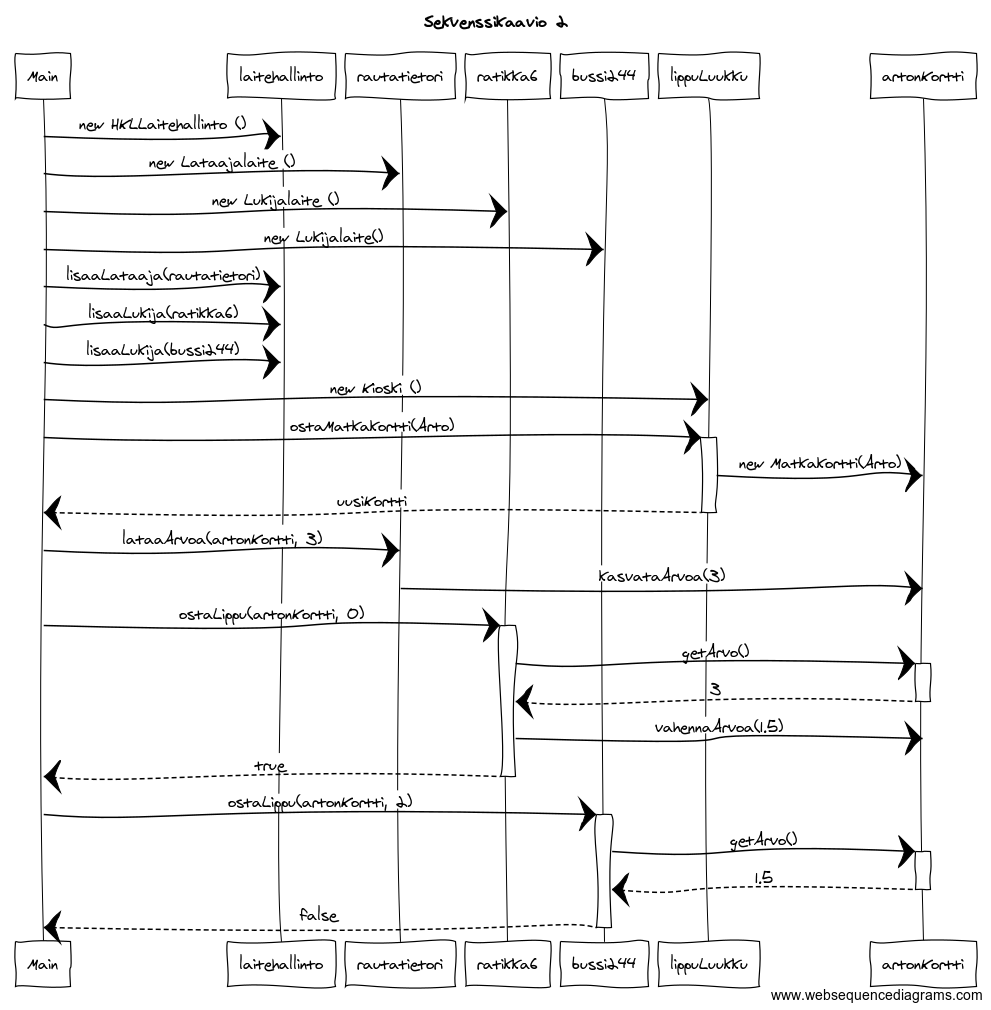 Sekvenssikaavio 2
Main laitehallinto rautatietori ratikka6 bussi244 lippuLuukku artonKortti
new HKLLaitehallinto ()
new Lataajalaite ()
new Lukijalaite ()
new Lukijalaite()
lisaaLataaja(rautatietori)
lisaaLukija(ratikka6)
lisaaLukija(bussi244)
new Kioski ()
ostaMatkakortti(Arto)
new Matkakortti(Arto)
uusiKortti
lataaArvoa(artonKortti, 3)
kasvataArvoa(3)
ostaLippu(artonKortti, 0)
getArvo()
3
vahennaArvoa(1.5)
true
ostaLippu(artonKortti, 2)
getArvo()
1.5
false
Main laitehallinto rautatietori ratikka6 bussi244 lippuLuukku artonKortti
www.websequencediagrams.com